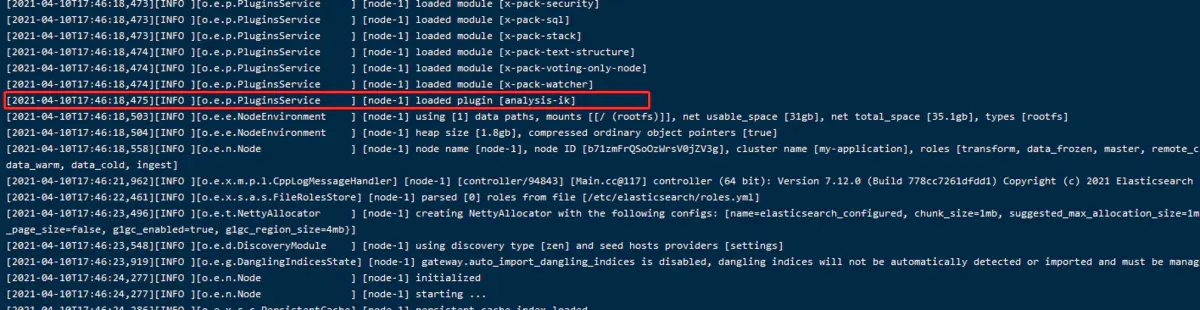 [2021-04-10T17:46:18,473][INFO ][o.e.p.PluginsService     ] [node-1] loaded module [x-pack-security]
[2021-04-10T17:46:18,473][INFO ][o.e.p.PluginsService     ] [node-1] loaded module [x-pack-sql]
[2021-04-10T17:46:18,473][INFO ][o.e.p.PluginsService     ] [node-1] loaded module [x-pack-stack]
[2021-04-10T17:46:18,474][INFO ][o.e.p.PluginsService     ] [node-1] loaded module [x-pack-text-structure]
[2021-04-10T17:46:18,474][INFO ][o.e.p.PluginsService     ] [node-1] loaded module [x-pack-voting-only-node]
[2021-04-10T17:46:18,474][INFO ][o.e.p.PluginsService     ] [node-1] loaded module [x-pack-watcher]
[2021-04-10T17:46:18,475][INFO ][o.e.p.PluginsService     ] [node-1] loaded plugin [analysis-ik]
[2021-04-10T17:46:18,503][INFO ][o.e.e.NodeEnvironment    ] [node-1] using [1] data paths, mounts [[/ (rootfs)]], net usable_space [31gb], net total_space [35.1gb], types [rootfs]
[2021-04-10T17:46:18,504][INFO ][o.e.e.NodeEnvironment    ] [node-1] heap size [1.8gb], compressed ordinary object pointers [true]
[2021-04-10T17:46:18,558][INFO ][o.e.n.Node               ] [node-1] node name [node-1], node ID [b71zmFrQSoOzWrsV0jZV3g], cluster name [my-application], roles [transform, data_frozen, master, remote_c
data_warm, data_cold, ingest]
[2021-04-10T17:46:21,962][INFO ][o.e.x.m.p.l.CppLogMessageHandler] [node-1] [controller/94843] [Main.cc@117] controller (64 bit): Version 7.12.0 (Build 778cc7261dfdd1) Copyright (c) 2021 Elasticsearch
[2021-04-10T17:46:22,461][INFO ][o.e.x.s.a.s.FileRolesStore] [node-1] parsed [0] roles from file [/etc/elasticsearch/roles.yml]
[2021-04-10T17:46:23,496][INFO ][o.e.t.NettyAllocator     ] [node-1] creating NettyAllocator with the following configs: [name=elasticsearch_configured, chunk_size=1mb, suggested_max_allocation_size=1m
_page_size=false, g1gc_enabled=true, g1gc_region_size=4mb}]
[2021-04-10T17:46:23,548][INFO ][o.e.d.DiscoveryModule    ] [node-1] using discovery type [zen] and seed hosts providers [settings]
[2021-04-10T17:46:23,919][INFO ][o.e.g.DanglingIndicesState] [node-1] gateway.auto_import_dangling_indices is disabled, dangling indices will not be automatically detected or imported and must be manag
[2021-04-10T17:46:24,277][INFO ][o.e.n.Node               ] [node-1] initialized
[2021-04-10T17:46:24,277][INFO ][o.e.n.Node               ] [node-1] starting ...
[2021-04-10T17:46:24,286][INFO ][o.e.x.s.c.PersistentCache] [node-1] persistent cache index loaded